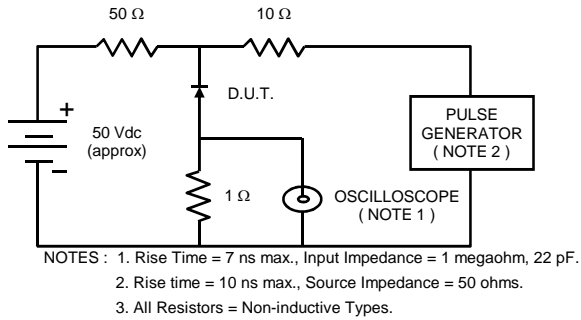 50 Ω
10 Ω
+
D.U.T.
50 Vdc
(approx)
PULSE
GENERATOR
( NOTE 2 )
1 Ω
OSCILLOSCOPE
( NOTE 1 )
NOTES : 1. Rise Time = 7 ns max., Input Impedance = 1 megaohm, 22 pF.
2. Rise time = 10 ns max., Source Impedance = 50 ohms.
3. All Resistors = Non-inductive Types.